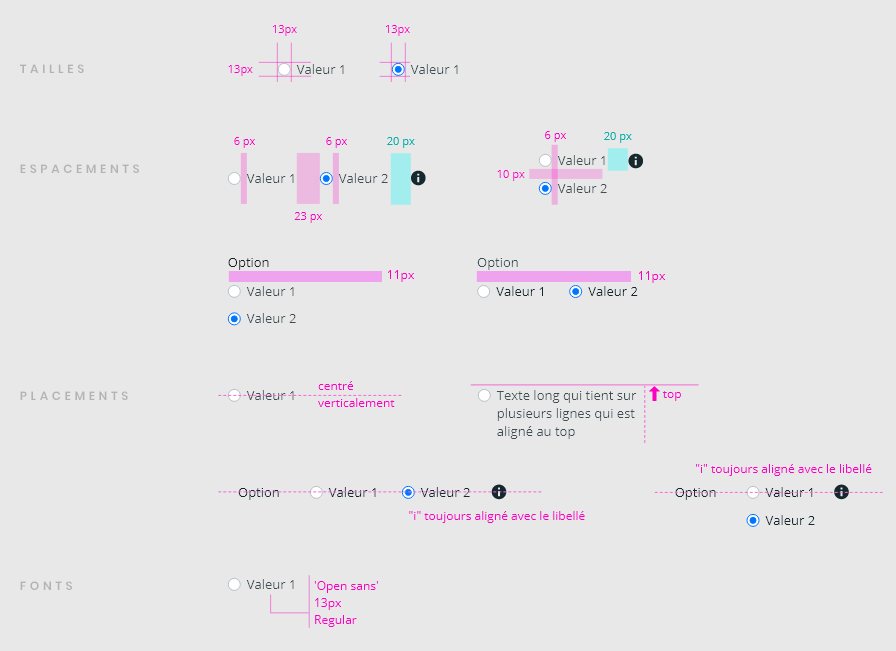 13px
13px
TAILLES
13px
Valeur 1
Valeur 1
6 px
6 px
20 px
6 px
20 px
ESPACEMENTS
Valeur 1
Valeur 2
Valeur 1
10 px
Valeur 2
23 px
Option
11px
Valeur 1
Valeur 2
Option
11px
Valeur 1
Valeur 2
PLACEMENTS
Valeur 1
centré
verticalement
Texte long qui tient sur
plusieurs lignes qui est
aligné au top
top
Option
Valeur 1
Valeur 2
"i" toujours aligné avec le libellé
"i" toujours aligné avec le libellé
Option
Valeur 1
Valeur 2
FONTS
Valeur 1
'Open sans'
13px
Regular